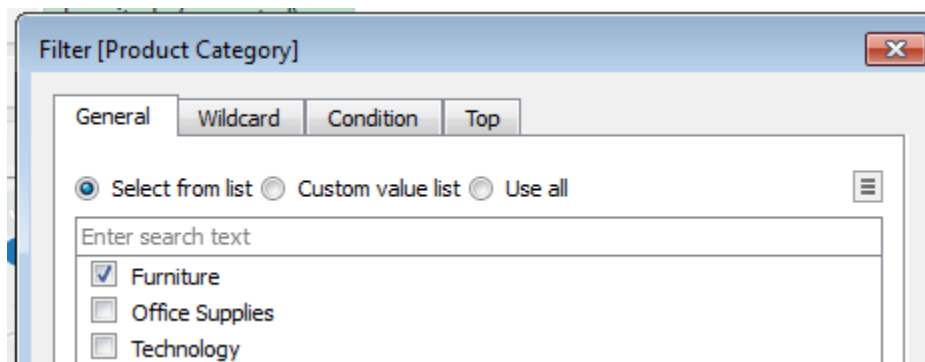 Filter [Product Category]
General Wildcard Condition Top
Select from list Custom value list Use all
Enter search text
Furniture
Office Supplies
Technology